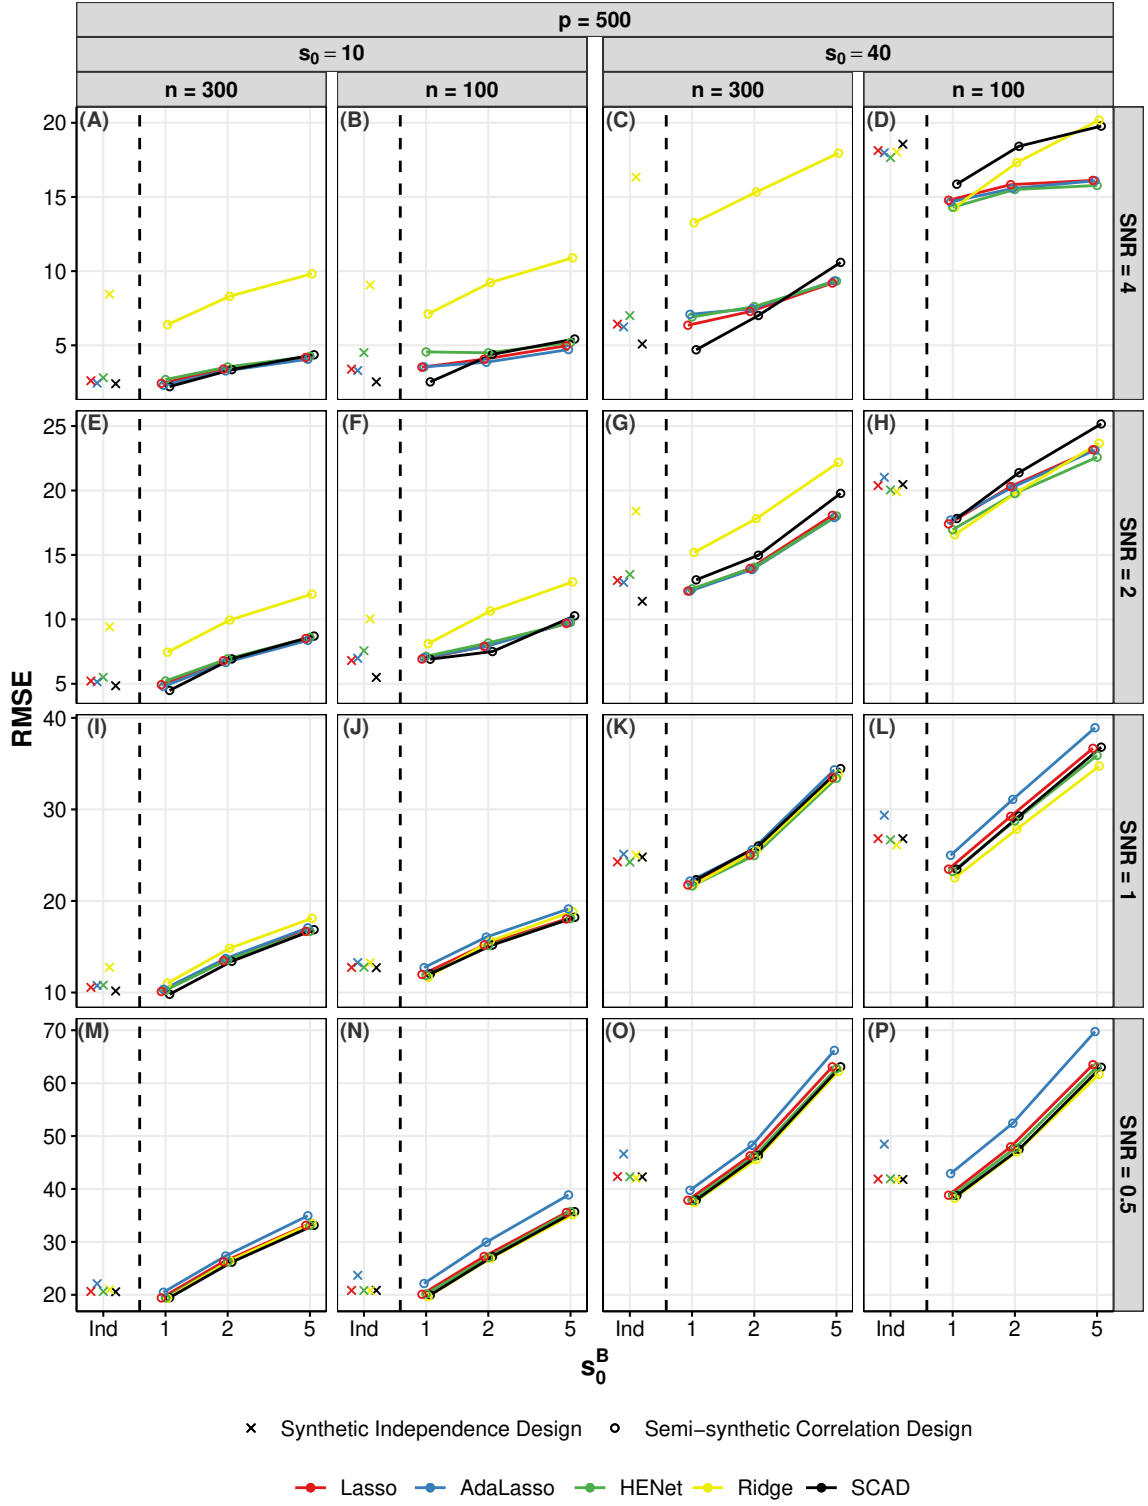 p = 500
s₀ = 10
s₀ = 40
n = 300
n = 100
n = 300
n = 100
(A)
(B)
(C)
(D)
20
15
10
5
SNR = 4
(E)
(F)
(G)
(H)
25
20
15
10
5
SNR = 2
RMSE
(I)
(J)
(K)
(L)
40
30
20
10
SNR = 1
(M)
(N)
(O)
(P)
70
60
50
40
30
20
SNR = 0.5
Ind 1 2 5
Ind 1 2 5
Ind 1 2 5
Ind 1 2 5
s₀ᴮ
Synthetic Independence Design
Semi−synthetic Correlation Design
Lasso AdaLasso HENet Ridge SCAD